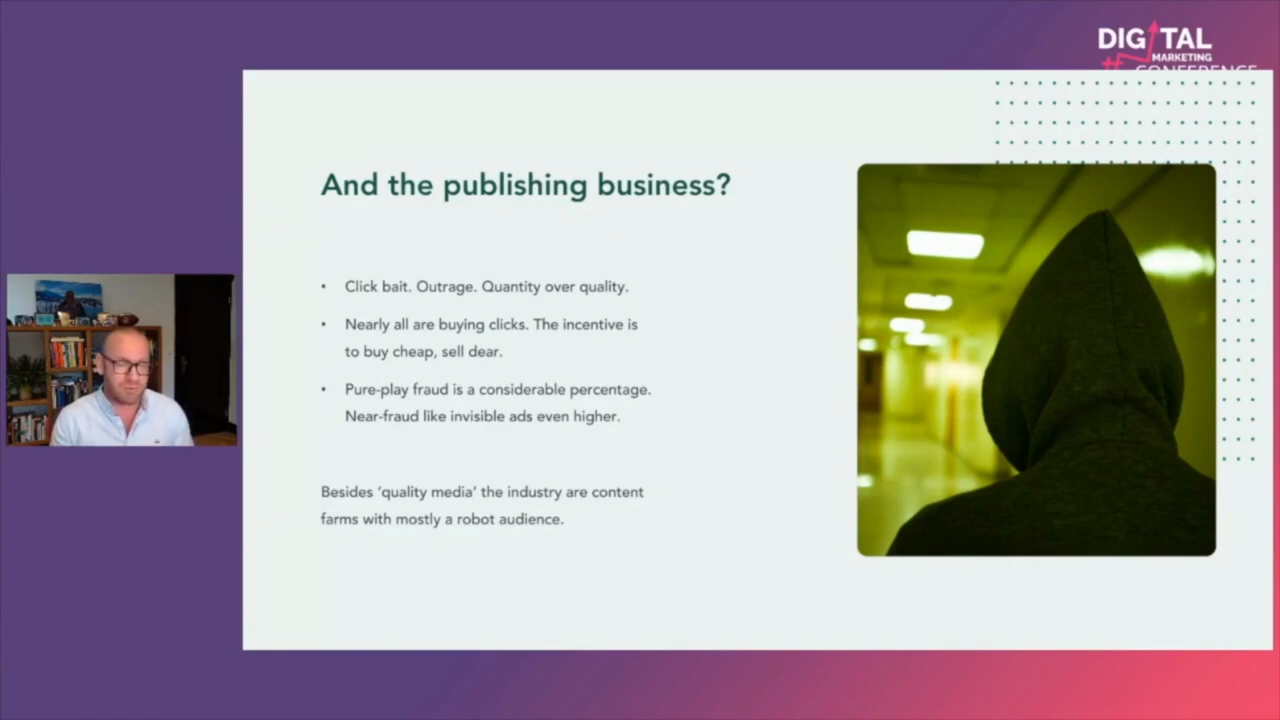 DIGITAL
MARKETING
#CONFERENCE
And the publishing business?
• Click bait. Outrage. Quantity over quality.
• Nearly all are buying clicks. The incentive is
to buy cheap, sell dear.
• Pure-play fraud is a considerable percentage.
Near-fraud like invisible ads even higher.
Besides ‘quality media’ the industry are content
farms with mostly a robot audience.